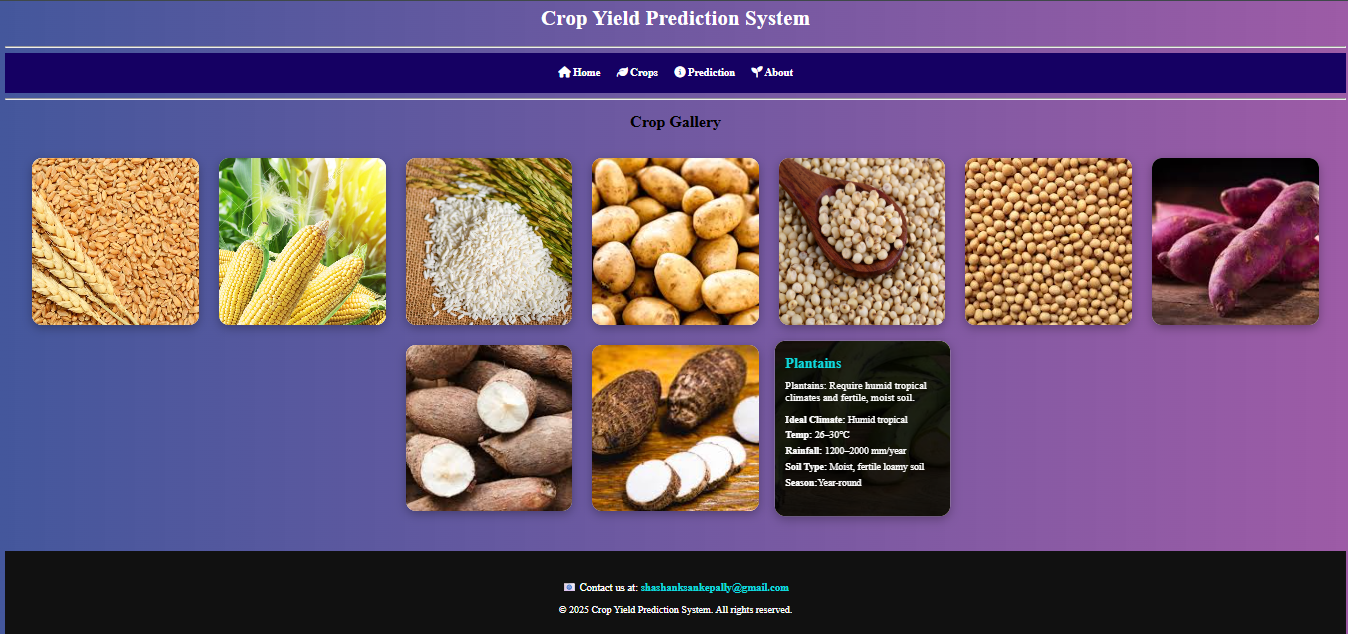 Crop Yield Prediction System
Home Crops Prediction About
Crop Gallery
Plantains
Plantains: Require humid tropical
climates and fertile, moist soil.
Ideal Climate: Humid tropical
Temp: 26–30°C
Rainfall: 1200–2000 mm/year
Soil Type: Moist, fertile loamy soil
Season:Year-round
Contact us at: shashanksankepally@gmail.com
© 2025 Crop Yield Prediction System. All rights reserved.